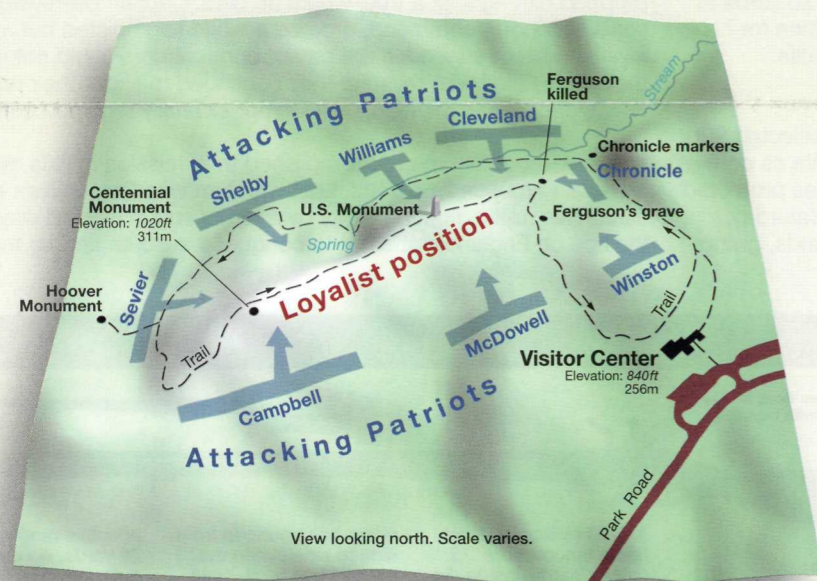 Attacking Patriots
Ferguson
killed
Stream
Cleveland
Williams
Chronicle markers
Chronicle
Shelby
Centennial
Monument
Elevation: 1020ft
311m
U.S. Monument
Ferguson's grave
Spring
Loyalist position
Hoover
Monument
Sevier
Winston
Trail
McDowell
Trail
Visitor Center
Elevation: 840ft
256m
Campbell
Attacking Patriots
Park Road
View looking north. Scale varies.